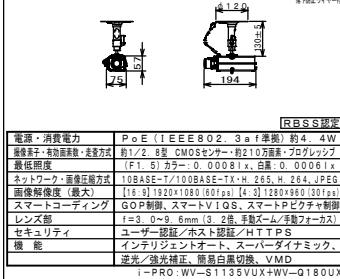 φ120
130±5
57
75
194
RBSS認定
電源・消費電力 PoE（IEEE802．3af準拠）約4．4W
撮像素子・有効画素数・走査方式 約1／2．8型 CMOSセンサー・約210万画素・プログレッシブ
最低照度 （F1．5）カラー：0．0008lx、白黒：0．0006lx
ネットワーク・画像圧縮方式 10BASE-T／100BASE-TX・H．265、H．264、JPEG
画像解像度（最大） [16：9]1920×1080(60fps) [4：3]1280×960(30fps)
スマートコーディング GOP制御、スマートVIQS、スマートPピクチャ制御
レンズ部 f＝3．0～9．6mm（3．2倍、手動ズーム／手動フォーカス）
セキュリティ ユーザー認証／ホスト認証／HTTPS
機 能 インテリジェントオート、スーパーダイナミック、
逆光／強光補正、簡易白黒切換、VMD
i－PRO：WV－S1135VUX＋WV－Q180UX